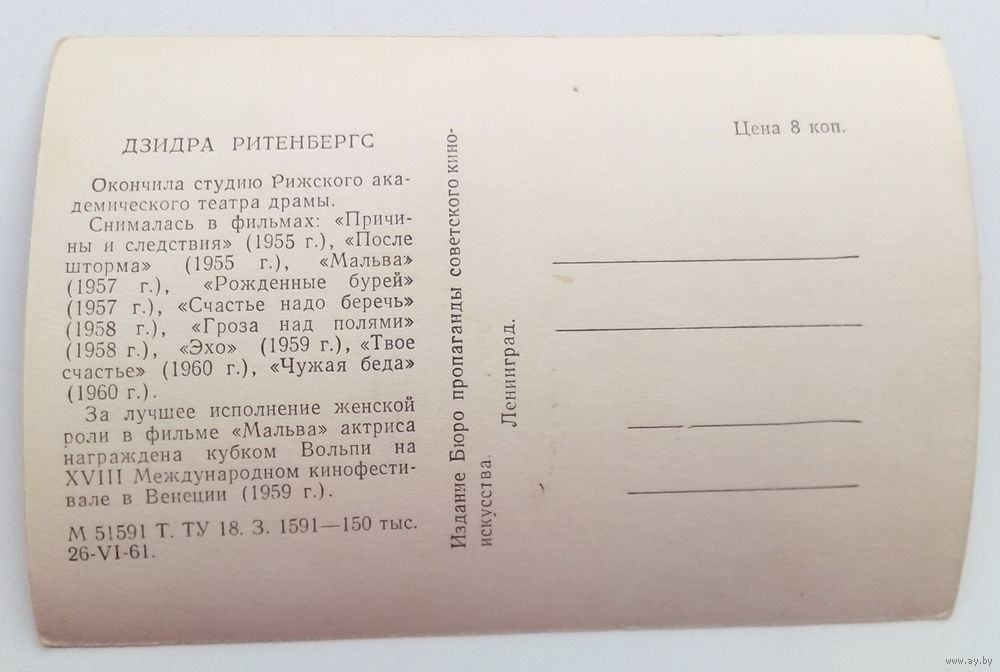 ДЗИДРА РИТЕНБЕРГС
Окончила студию Рижского ака-
демического театра драмы.
Снималась в фильмах: «Причи-
ны и следствия» (1955 г.), «После
шторма» (1955 г.), «Мальва»
(1957 г.), «Рожденные бурей»
(1957 г.), «Счастье надо беречь»
(1958 г.), «Гроза над полями»
(1958 г.), «Эхо» (1959 г.), «Твое
счастье» (1960 г.), «Чужая беда»
(1960 г.).
За лучшее исполнение женской
роли в фильме «Мальва» актриса
награждена кубком Вольпи на
XVIII Международном кинофести-
вале в Венеции (1959 г.).
М 51591 Т. ТУ 18. З. 1591—150 тыс.
26-VI-61.
Издание Бюро пропаганды советского кино-
искусства.
Ленинград.
Цена 8 коп.
www.ay.by